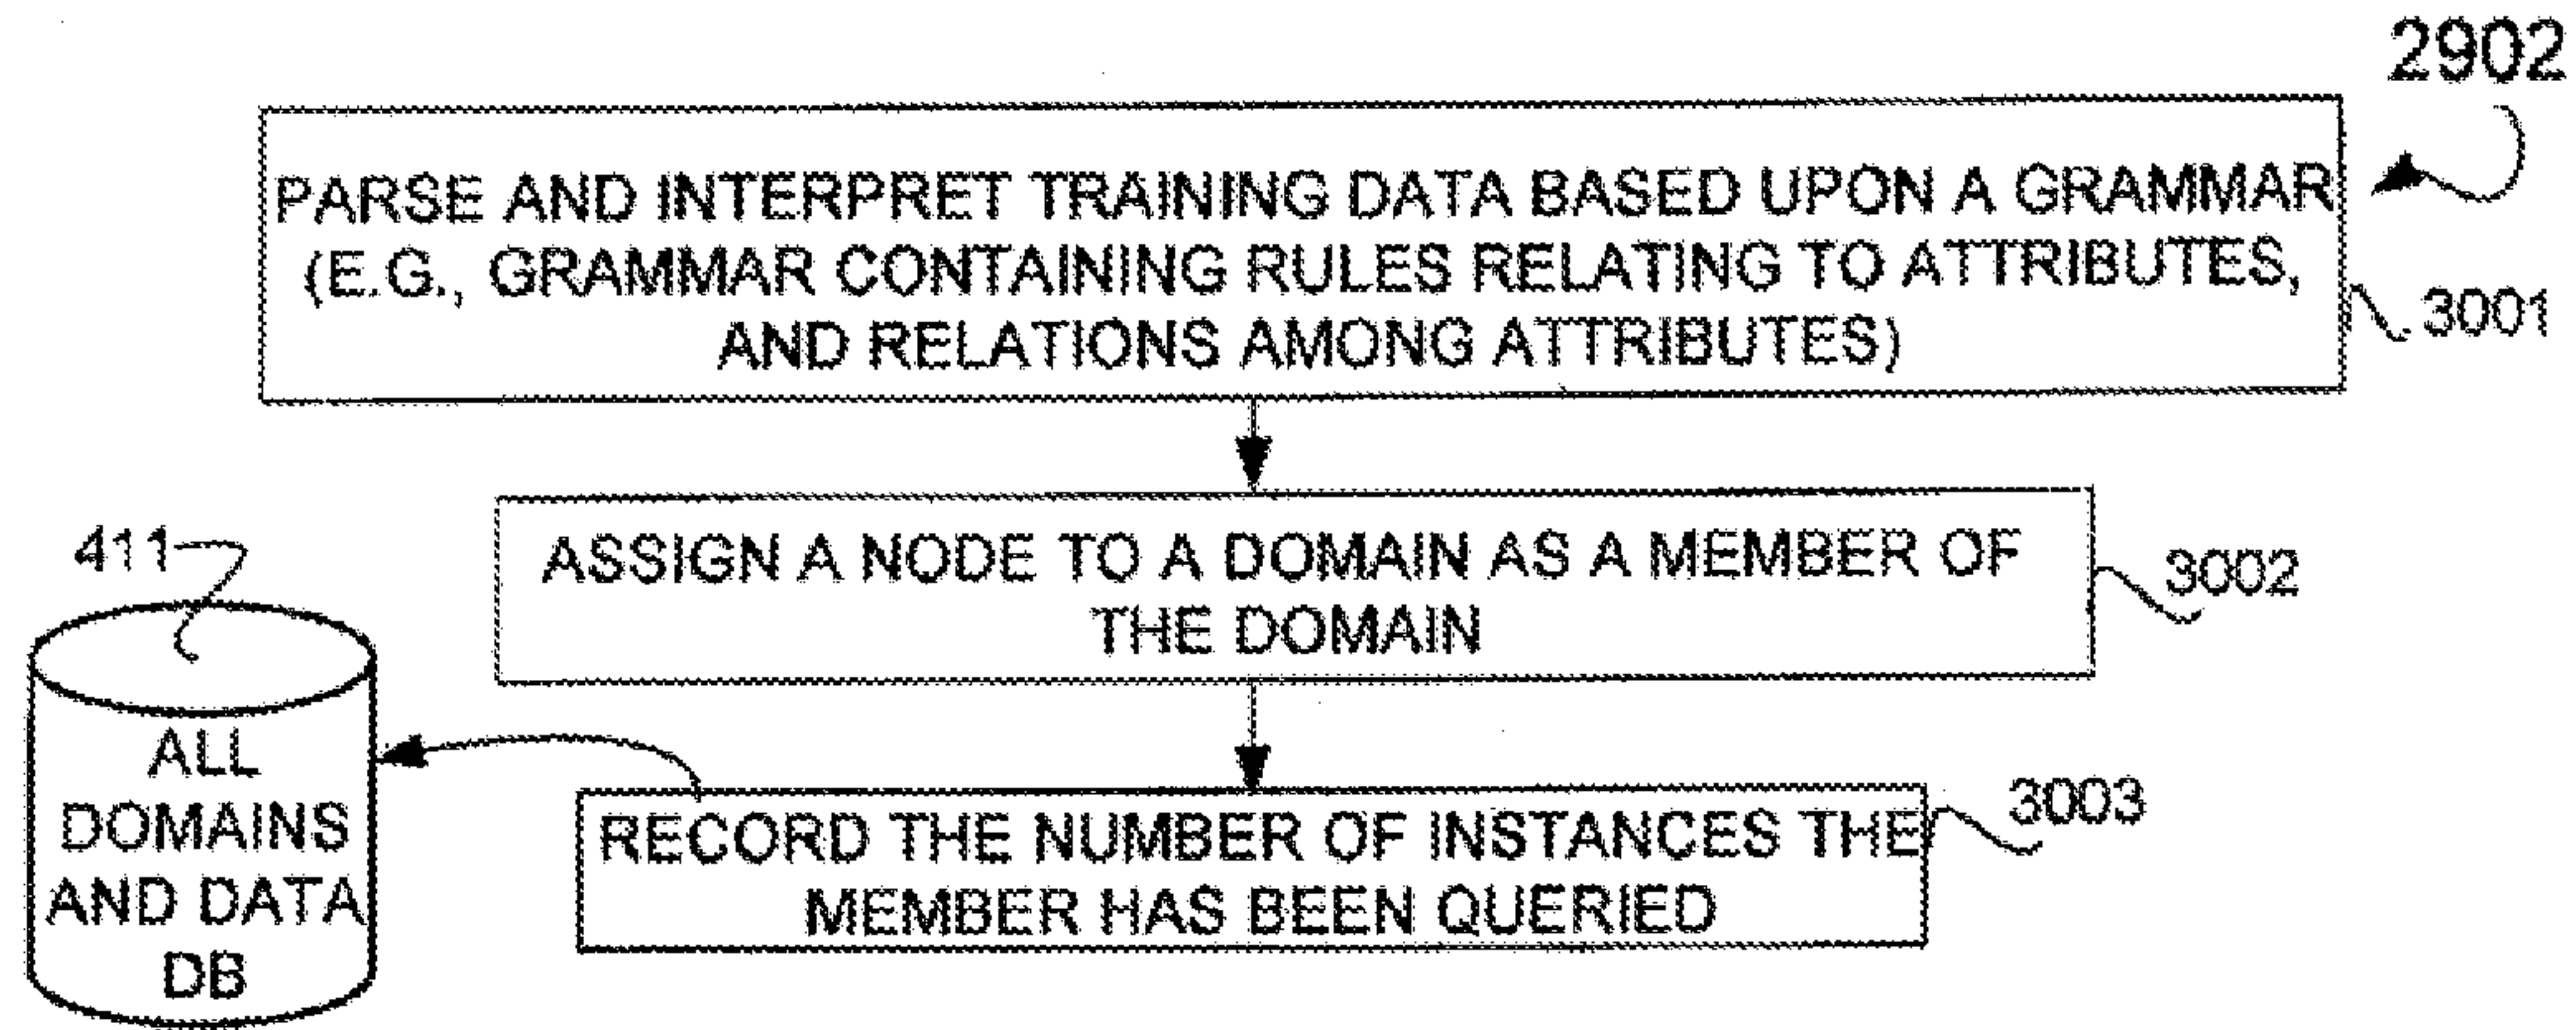 2902
PARSE AND INTERPRET TRAINING DATA BASED UPON A GRAMMAR
(E.G., GRAMMAR CONTAINING RULES RELATING TO ATTRIBUTES,
AND RELATIONS AMONG ATTRIBUTES)
3001
ASSIGN A NODE TO A DOMAIN AS A MEMBER OF
THE DOMAIN
3002
411
ALL
DOMAINS
AND DATA
DB
RECORD THE NUMBER OF INSTANCES THE
MEMBER HAS BEEN QUERIED
3003